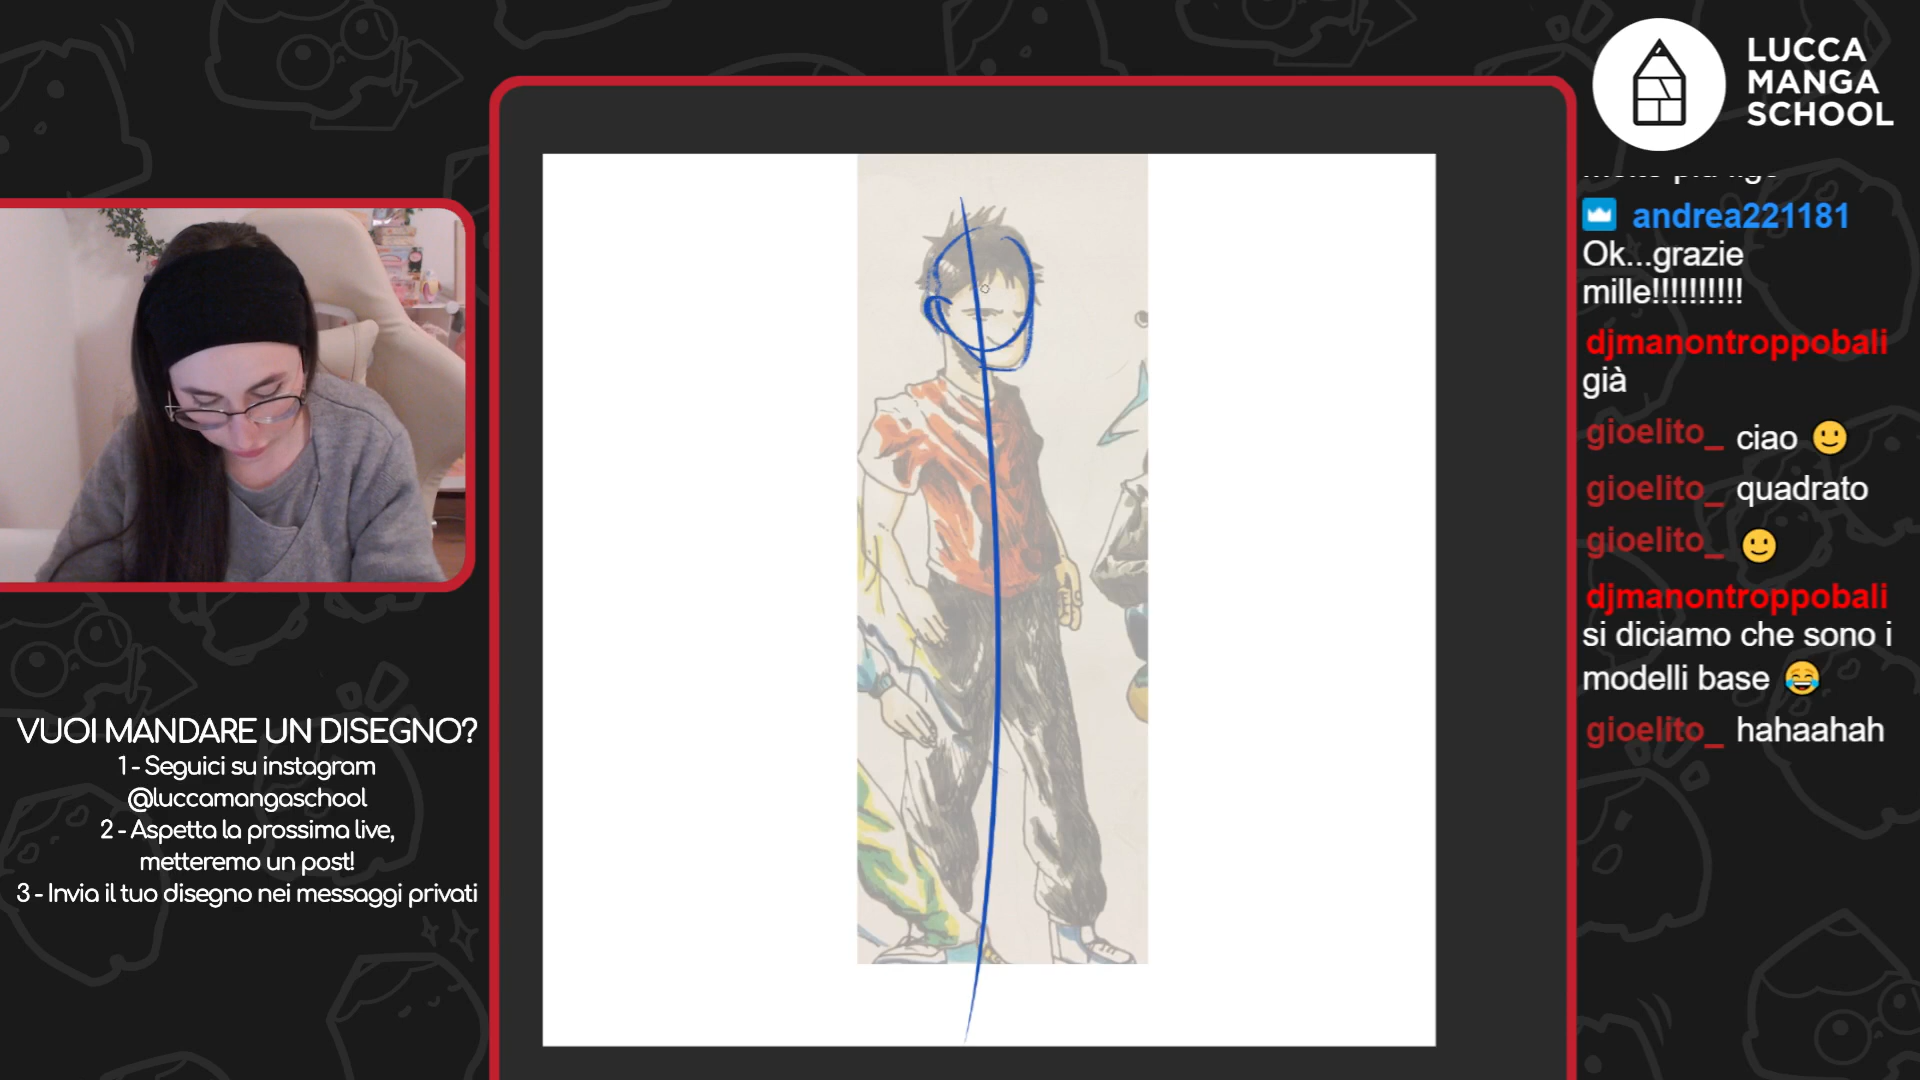 LUCCA
MANGA
SCHOOL
andrea221181
Ok...grazie
mille!!!!!!!!!!
djmanontroppobali
già
gioelito_ ciao 🙂
gioelito_ quadrato
gioelito_ 🙂
djmanontroppobali
si diciamo che sono i
modelli base 😂
gioelito_ hahaahah
VUOI MANDARE UN DISEGNO?
1 - Seguici su instagram
@luccamangaschool
2 - Aspetta la prossima live,
metteremo un post!
3 - Invia il tuo disegno nei messaggi privati